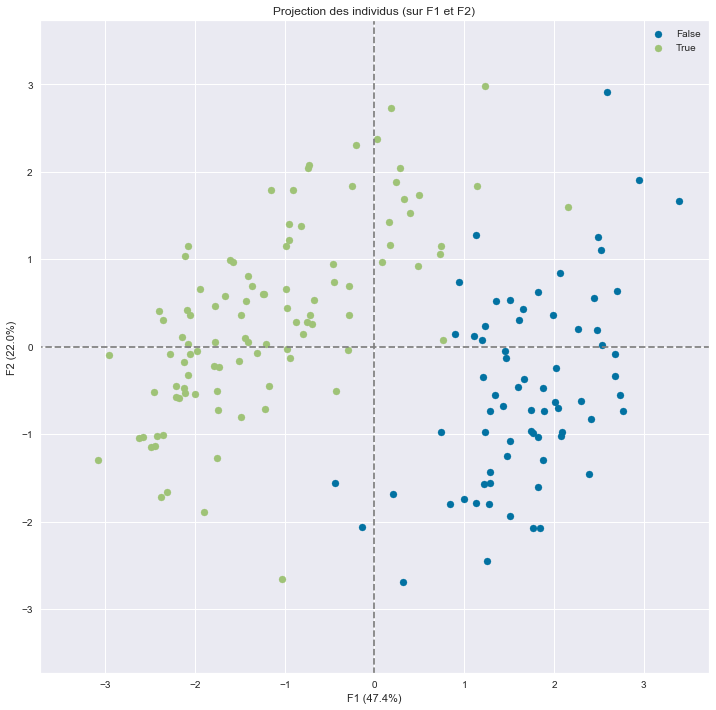 Projection des individus (sur F1 et F2)
False
True
3
2
1
0
−1
−2
−3
F2 (22.0%)
−3
−2
−1
0
1
2
3
F1 (47.4%)